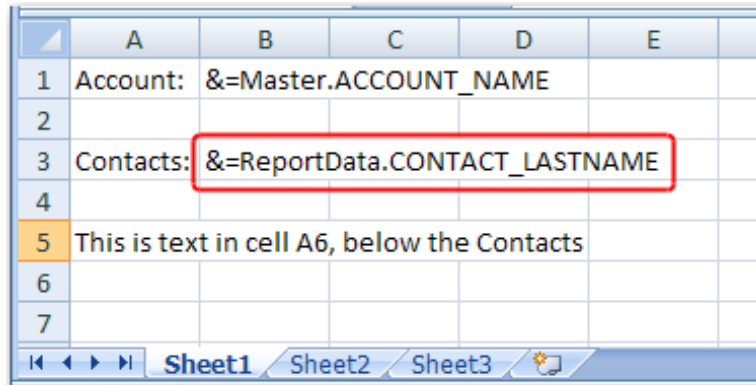 A B C D E
1 Account: &=Master.ACCOUNT_NAME
2
3 Contacts: &=ReportData.CONTACT_LASTNAME
4
5 This is text in cell A6, below the Contacts
6
7
Sheet1 Sheet2 Sheet3